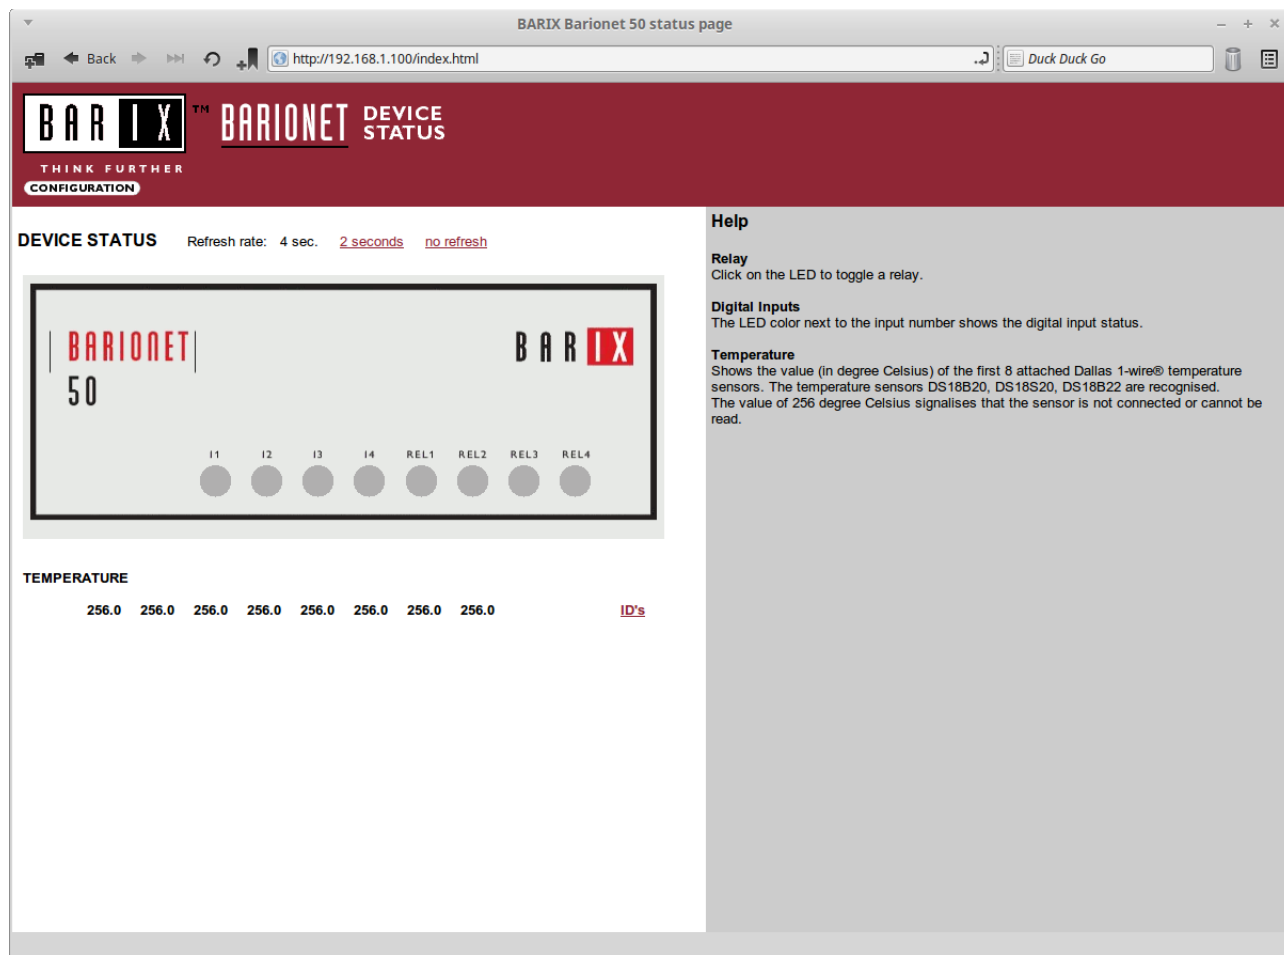 BARIX Barionet 50 status page
Back
http://192.168.1.100/index.html
Duck Duck Go
BARIX™ BARIONET DEVICE STATUS
THINK FURTHER
CONFIGURATION
DEVICE STATUS Refresh rate: 4 sec. 2 seconds no refresh
BARIONET BARIX
50
I1 I2 I3 I4 REL1 REL2 REL3 REL4
TEMPERATURE
256.0 256.0 256.0 256.0 256.0 256.0 256.0 256.0 ID's
Help
Relay
Click on the LED to toggle a relay.
Digital Inputs
The LED color next to the input number shows the digital input status.
Temperature
Shows the value (in degree Celsius) of the first 8 attached Dallas 1-wire® temperature
sensors. The temperature sensors DS18B20, DS18S20, DS18B22 are recognised.
The value of 256 degree Celsius signalises that the sensor is not connected or cannot be
read.